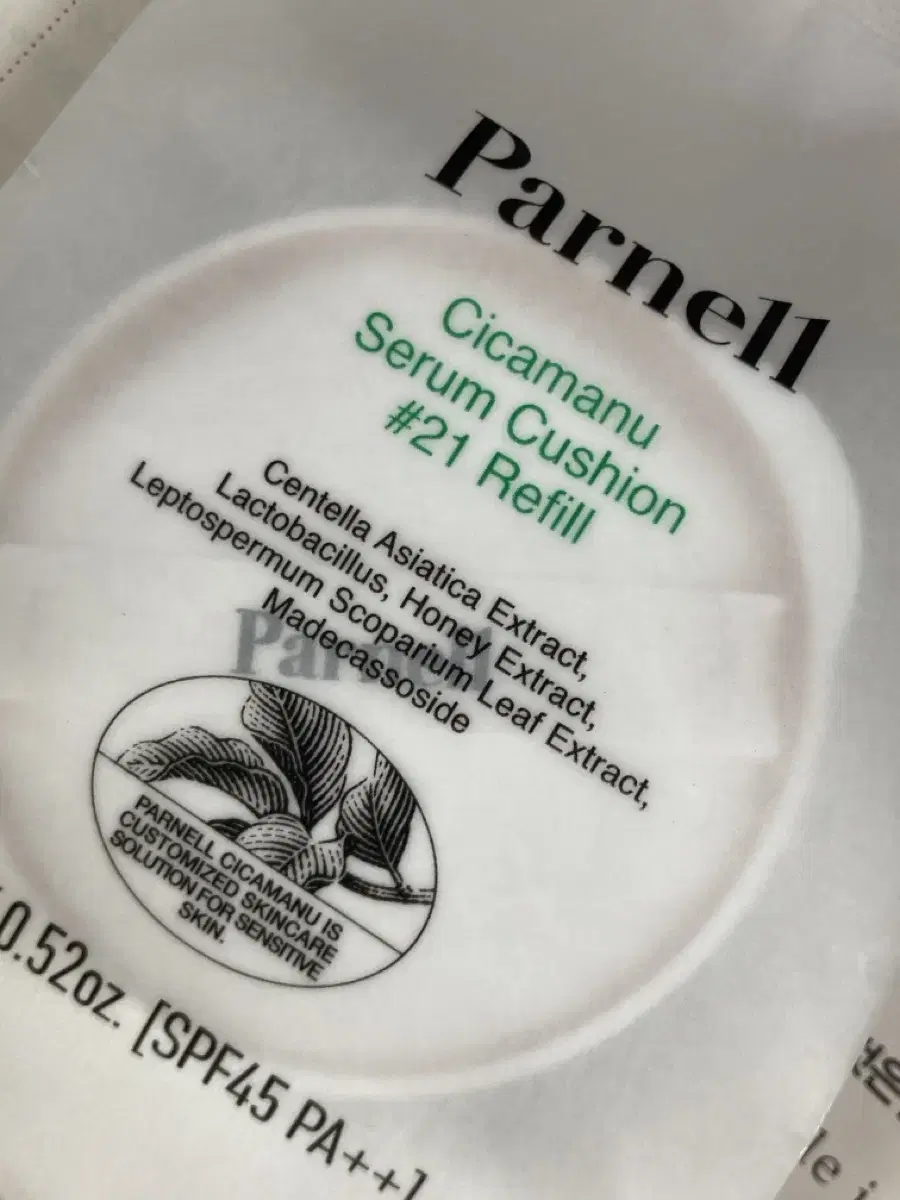 Parnell
Cicamanu
Serum Cushion
#21 Refill
Centella Asiatica Extract,
Lactobacillus, Honey Extract,
Leptospermum Scoparium Leaf Extract,
Madecassoside
Parnell
PARNELL CICAMANU IS
CUSTOMIZED SKINCARE
SOLUTION FOR SENSITIVE
SKIN.
0.52oz. [SPF45 PA++]